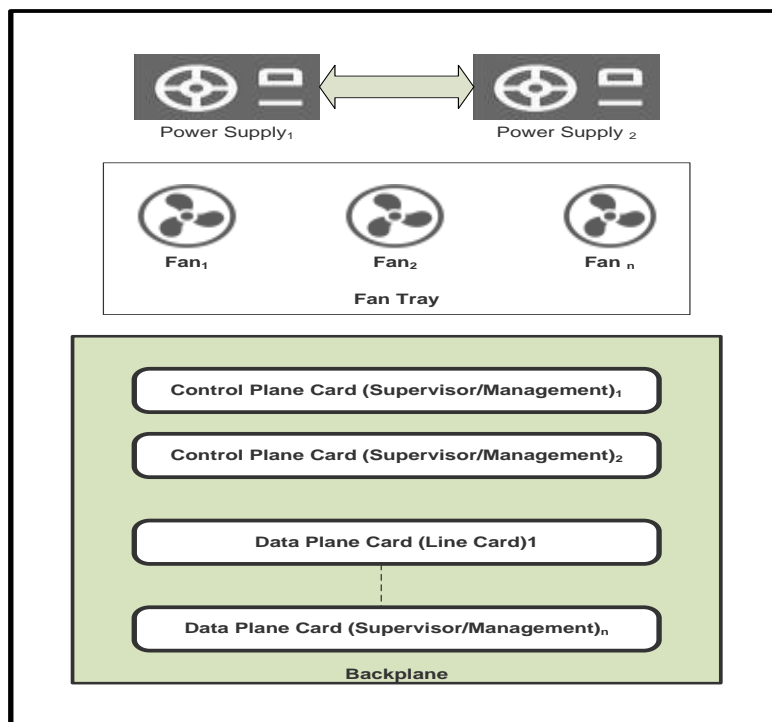 Power Supply₁
Power Supply ₂
Fan₁
Fan₂
Fan ₙ
Fan Tray
Control Plane Card (Supervisor/Management)₁
Control Plane Card (Supervisor/Management)₂
Data Plane Card (Line Card)1
Data Plane Card (Supervisor/Management)ₙ
Backplane